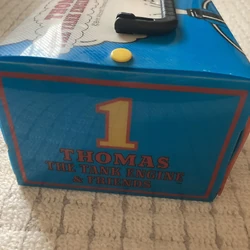 1
THOMAS
THE TANK ENGINE
& FRIENDS